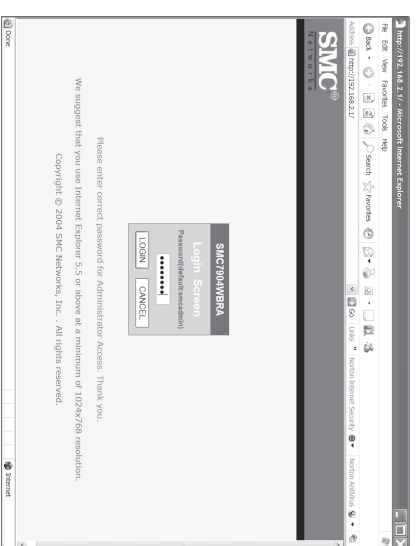 http://192.168.2.1/ - Microsoft Internet Explorer
File Edit View Favorites Tools Help
Back Search Favorites
Address http://192.168.2.1/ Go Links » Norton Internet Security Norton AntiVirus
SMC®
Networks
SMC7904WBRA
Login Screen
Password(default:smcadmin)
•••••••••
LOGIN CANCEL
Please enter correct password for Administrator Access. Thank you.
We suggest that you use Internet Explorer 5.5 or above at a minimum of 1024x768 resolution.
Copyright © 2004 SMC Networks, Inc. . All rights reserved.
Done Internet